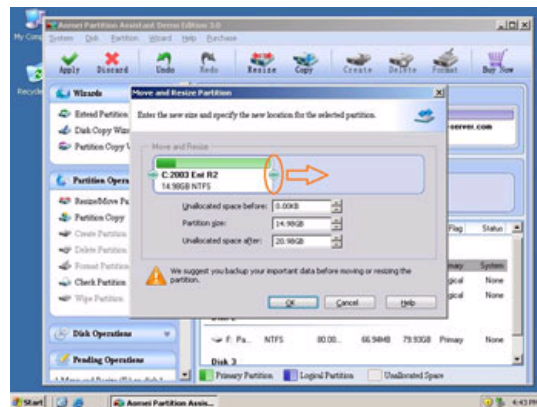 My Comp
Recycle
Aomei Partition Assistant Demo Edition 3.0
System Disk Partition Wizard Help Purchase
Apply Discard Undo Redo Resize Copy Create Delete Format Buy Now
Wizards
Extend Partition
Disk Copy Wiz
Partition Copy
Partition Opera
Resize/Move Pa
Partition Copy
Create Partition
Delete Partition
Format Partition
Check Partition
Wipe Partition
Disk Operations
Pending Operations
Move and Resize Partition
Enter the new size and specify the new location for the selected partition.
Move and Resize
C:2003 Ent R2
14.98GB NTFS
Unallocated space before: 0.00KB
Partition size: 14.98GB
Unallocated space after: 20.98GB
We suggest you backup your important data before moving or resizing the
partition.
OK Cancel Help
server.com
Flag Status
mary System
gical None
gical None
F: Pa... NTFS 80.00.. 66.94MB 79.93GB Primary None
Disk 3
Primary Partition Logical Partition Unallocated Space
Start Aomei Partition Assis... 4:43 PM